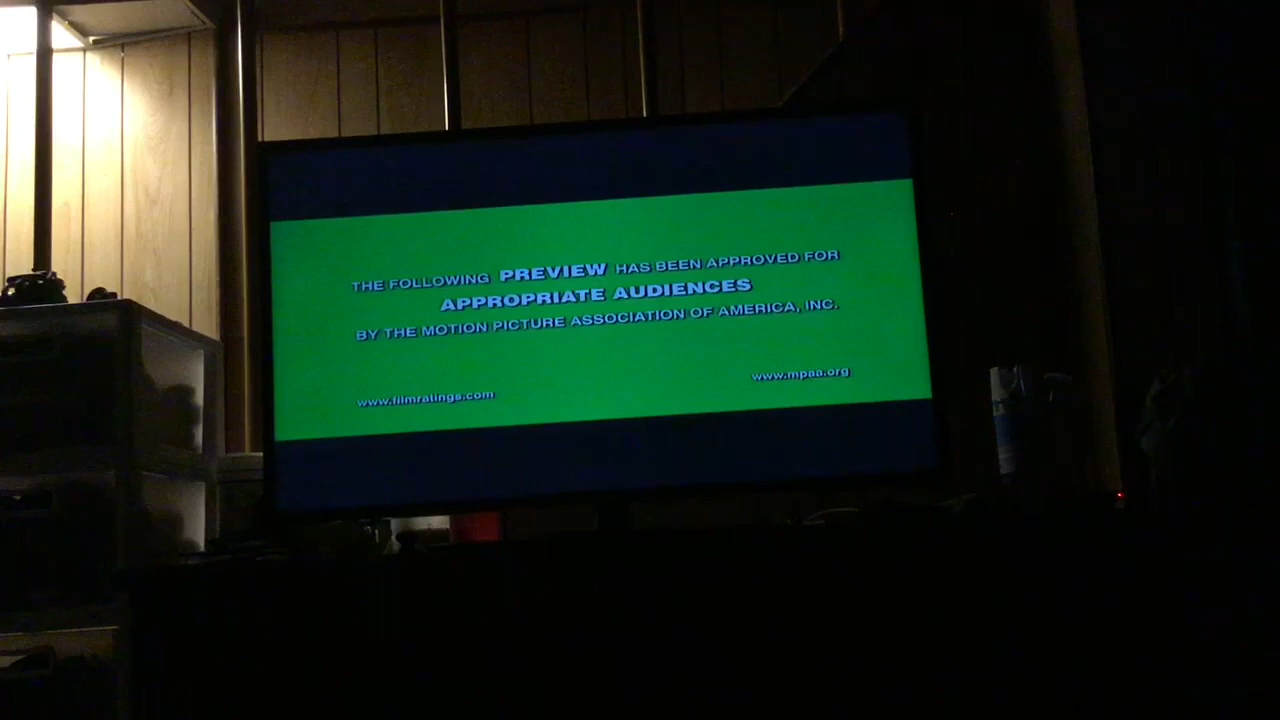 THE FOLLOWING PREVIEW HAS BEEN APPROVED FOR
APPROPRIATE AUDIENCES
BY THE MOTION PICTURE ASSOCIATION OF AMERICA, INC.
www.filmratings.com
www.mpaa.org